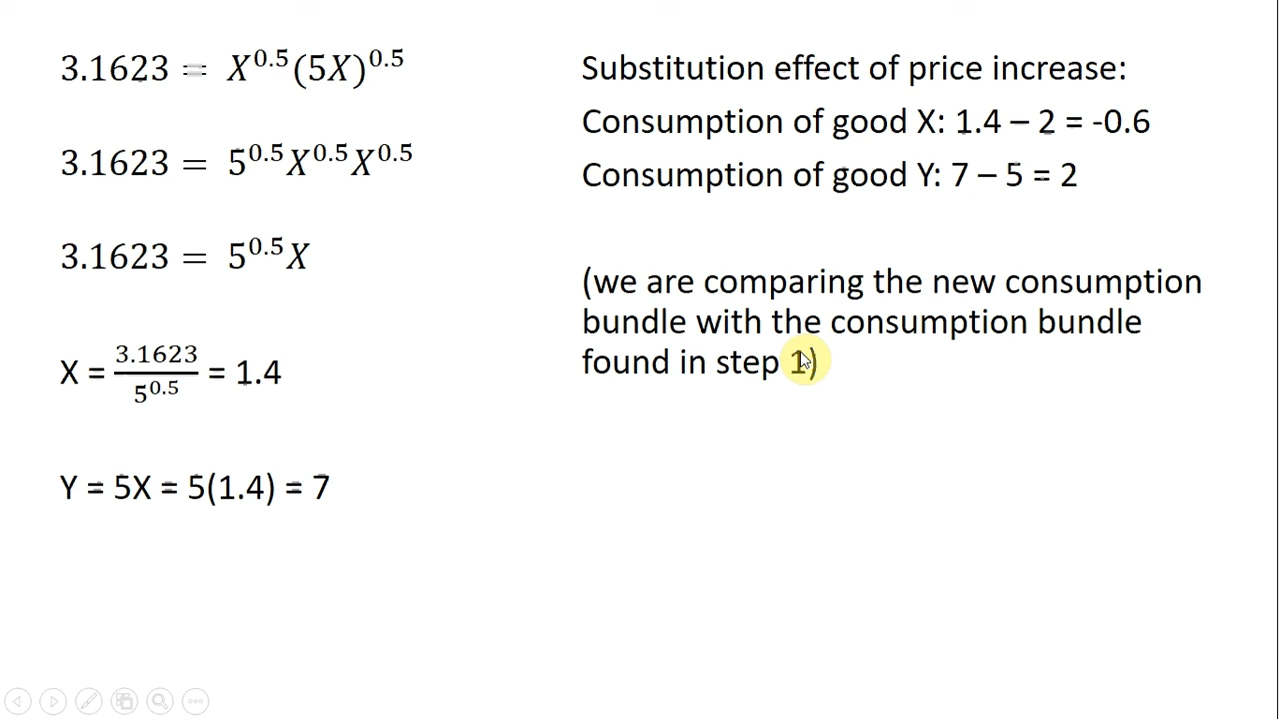 3.1623 = X^0.5(5X)^0.5
3.1623 = 5^0.5X^0.5X^0.5
3.1623 = 5^0.5X
X = 3.1623/5^0.5 = 1.4
Y = 5X = 5(1.4) = 7
Substitution effect of price increase:
Consumption of good X: 1.4 – 2 = -0.6
Consumption of good Y: 7 – 5 = 2
(we are comparing the new consumption
bundle with the consumption bundle
found in step 1)